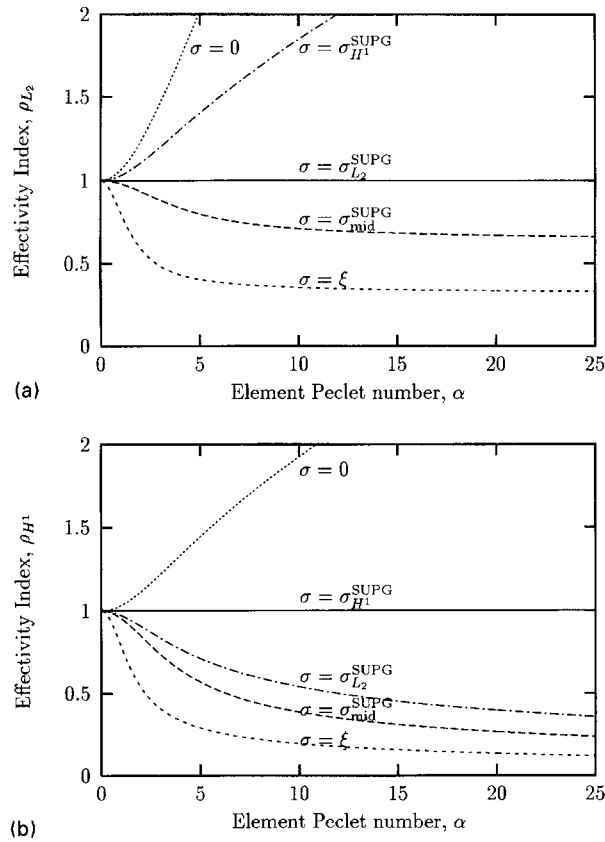 2
σ = 0
σ = σ_{H^1}^{SUPG}
1.5
Effectivity Index, ρ_{L_2}
σ = σ_{L_2}^{SUPG}
1
σ = σ_{mid}^{SUPG}
0.5
σ = ξ
0
0 5 10 15 20 25
(a)
Element Peclet number, α
2
σ = 0
1.5
Effectivity Index, ρ_{H^1}
σ = σ_{H^1}^{SUPG}
1
σ = σ_{L_2}^{SUPG}
0.5
σ = σ_{mid}^{SUPG}
σ = ξ
0
0 5 10 15 20 25
(b)
Element Peclet number, α